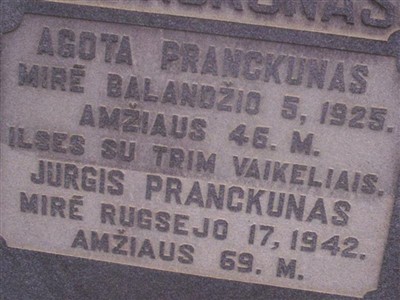 PRANCKUNAS
AGOTA PRANCKUNAS
MIRĖ BALANDŽIO 5, 1925.
AMŽIAUS 46. M.
ILSES SU TRIM VAIKELIAIS.
JURGIS PRANCKUNAS
MIRĖ RUGSEJO 17, 1942.
AMŽIAUS 69. M.